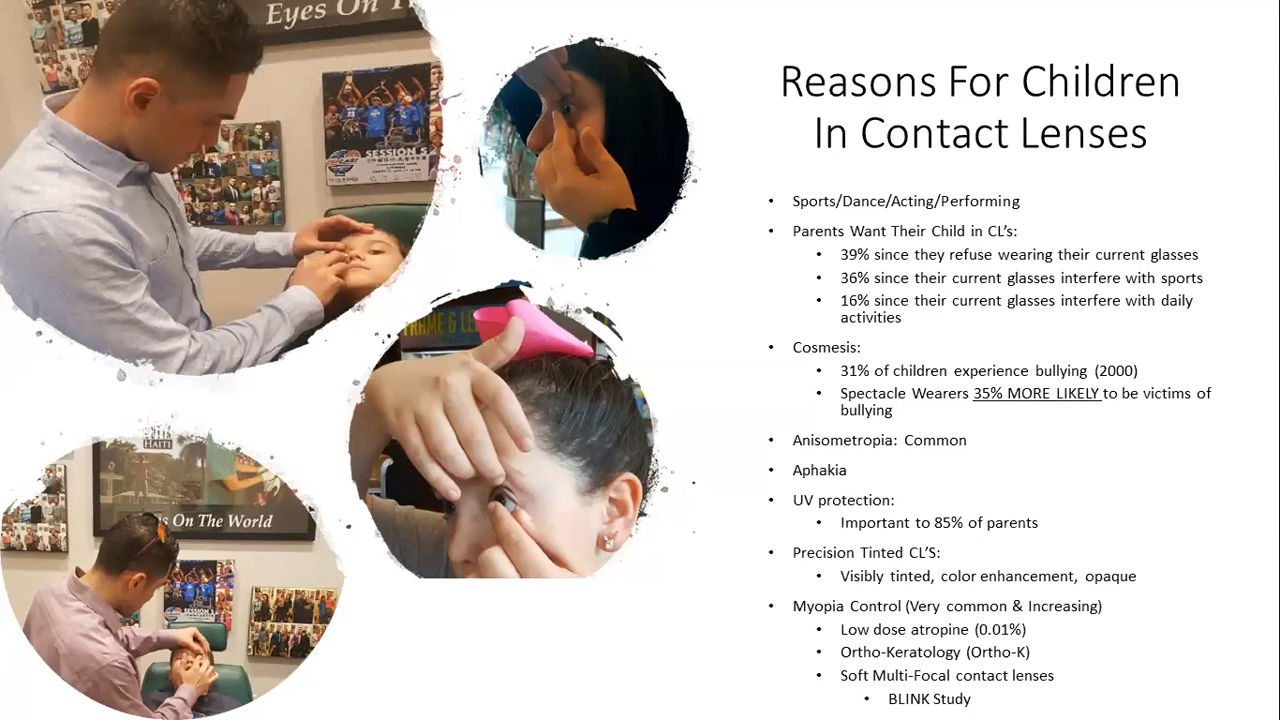 Eyes On T
SESSION 5
FRAME & LE
HAITI
s On The World
SESSION 5
Reasons For Children
In Contact Lenses
• Sports/Dance/Acting/Performing
• Parents Want Their Child in CL's:
• 39% since they refuse wearing their current glasses
• 36% since their current glasses interfere with sports
• 16% since their current glasses interfere with daily
activities
• Cosmesis:
• 31% of children experience bullying (2000)
• Spectacle Wearers 35% MORE LIKELY to be victims of
bullying
• Anisometropia: Common
• Aphakia
• UV protection:
• Important to 85% of parents
• Precision Tinted CL'S:
• Visibly tinted, color enhancement, opaque
• Myopia Control (Very common & Increasing)
• Low dose atropine (0.01%)
• Ortho-Keratology (Ortho-K)
• Soft Multi-Focal contact lenses
• BLINK Study